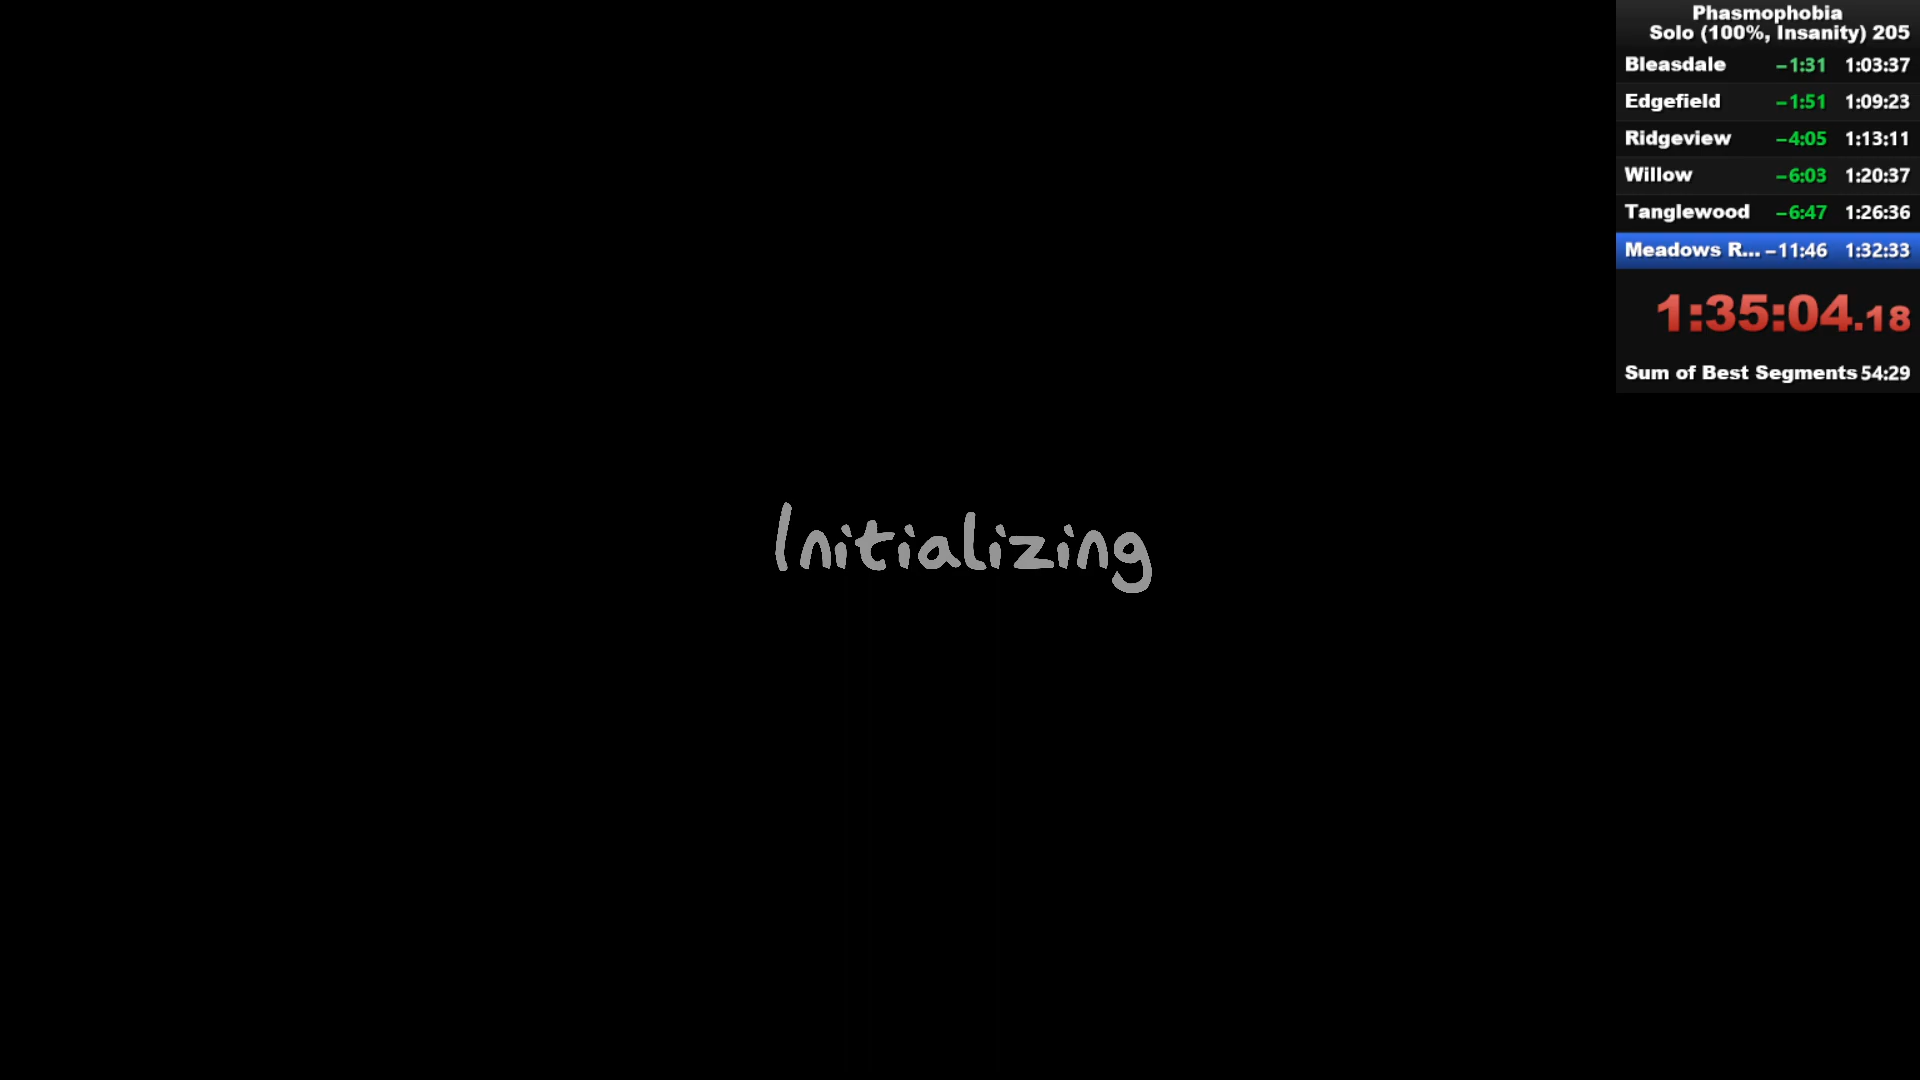 Phasmophobia
Solo (100%, Insanity) 205
Bleasdale −1:31 1:03:37
Edgefield −1:51 1:09:23
Ridgeview −4:05 1:13:11
Willow −6:03 1:20:37
Tanglewood −6:47 1:26:36
Meadows R... −11:46 1:32:33
1:35:04.18
Sum of Best Segments 54:29
Initializing